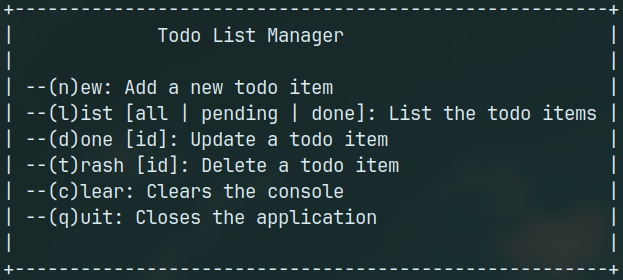 +------------------------------------------------------+
|             Todo List Manager                        |
|                                                      |
| --(n)ew: Add a new todo item                         |
| --(l)ist [all | pending | done]: List the todo items |
| --(d)one [id]: Update a todo item                    |
| --(t)rash [id]: Delete a todo item                   |
| --(c)lear: Clears the console                        |
| --(q)uit: Closes the application                     |
|                                                      |
+------------------------------------------------------+